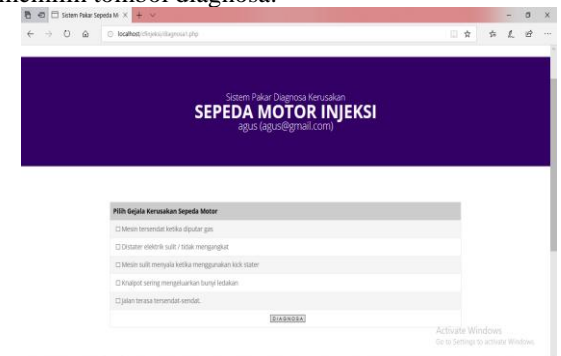 memilih tombol diagnosa.
Sistem Pakar Sepeda M
localhost/cfinjeksi/diagnosa1.php
Sistem Pakar Diagnosa Kerusakan
SEPEDA MOTOR INJEKSI
agus (agus@gmail.com)
Pilih Gejala Kerusakan Sepeda Motor
Mesin tersendat ketika diputar gas
Distater elektrik sulit / tidak mengangkat
Mesin sulit menyala ketika menggunakan kick stater
Knalpot sering mengeluarkan bunyi ledakan
Jalan terasa tersendat-sendat.
DIAGNOSA
Activate Windows
Go to Settings to activate Windows.